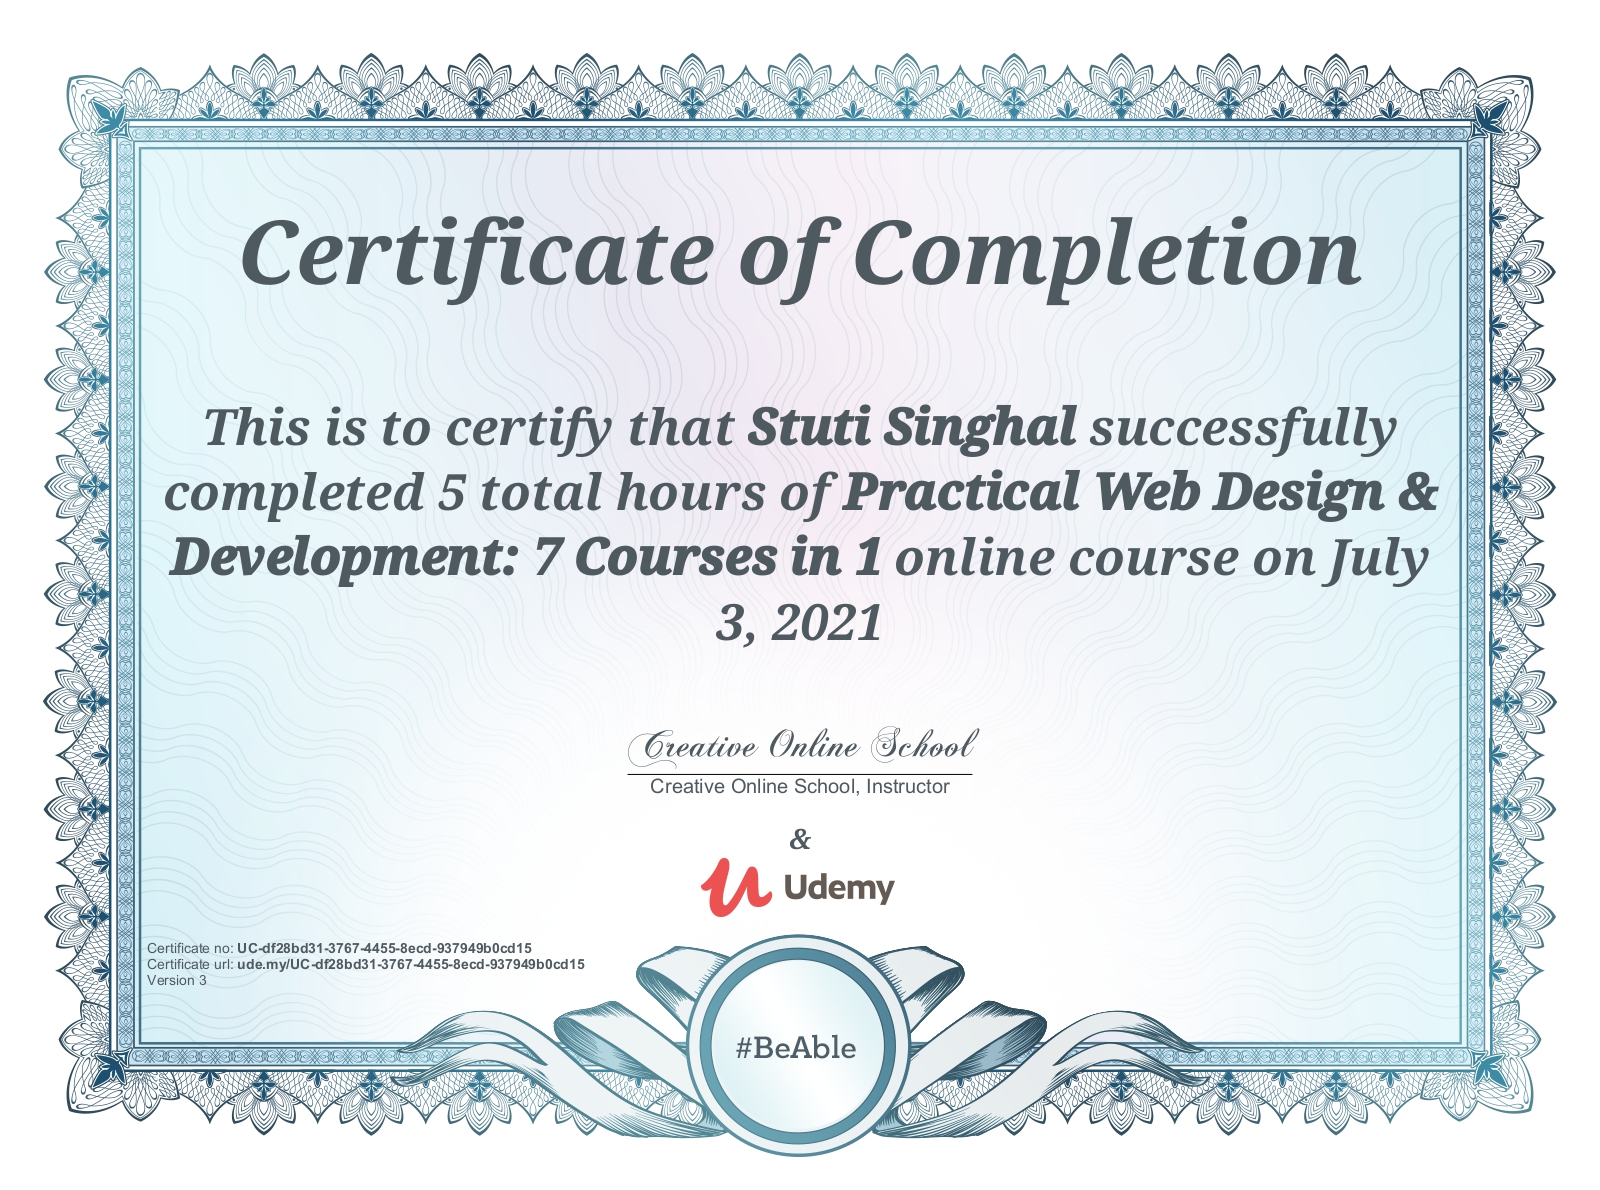 Certificate of Completion
This is to certify that Stuti Singhal successfully
completed 5 total hours of Practical Web Design &
Development: 7 Courses in 1 online course on July
3, 2021
Creative Online School
Creative Online School, Instructor
&
Udemy
Certificate no: UC-df28bd31-3767-4455-8ecd-937949b0cd15
Certificate url: ude.my/UC-df28bd31-3767-4455-8ecd-937949b0cd15
Version 3
#BeAble